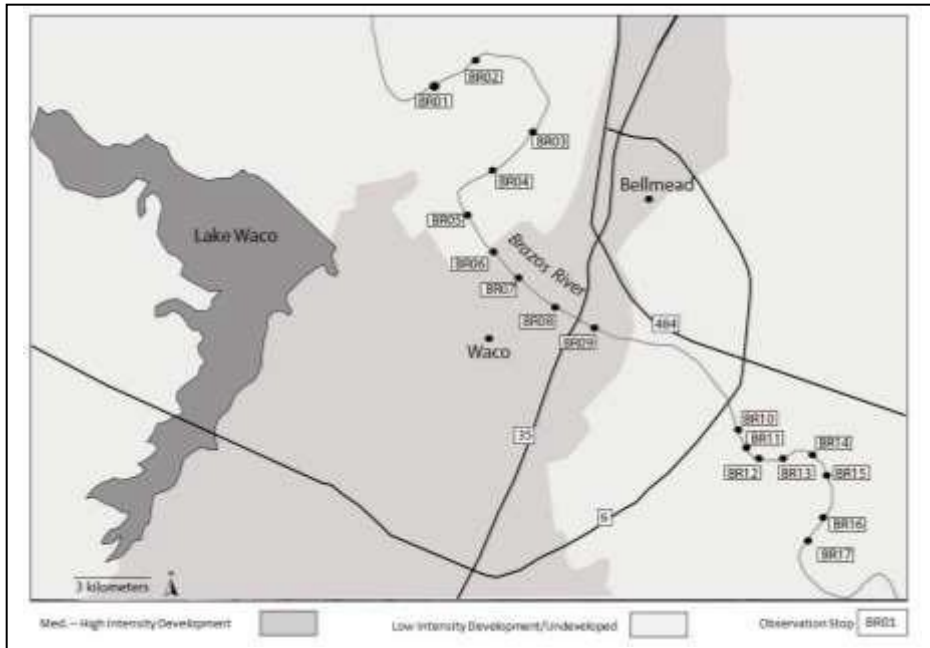 BR02
BR01
BR03
BR04
Bellmead
BR05
Lake Waco
Brazos River
BR06
BR07
BR08
484
BR09
Waco
BR10
35
BR11
BR14
BR12
BR13
BR15
6
BR16
BR17
3 kilometers
N
Med. – High Intensity Development
Low Intensity Development/Undeveloped
Observation Stop BR01